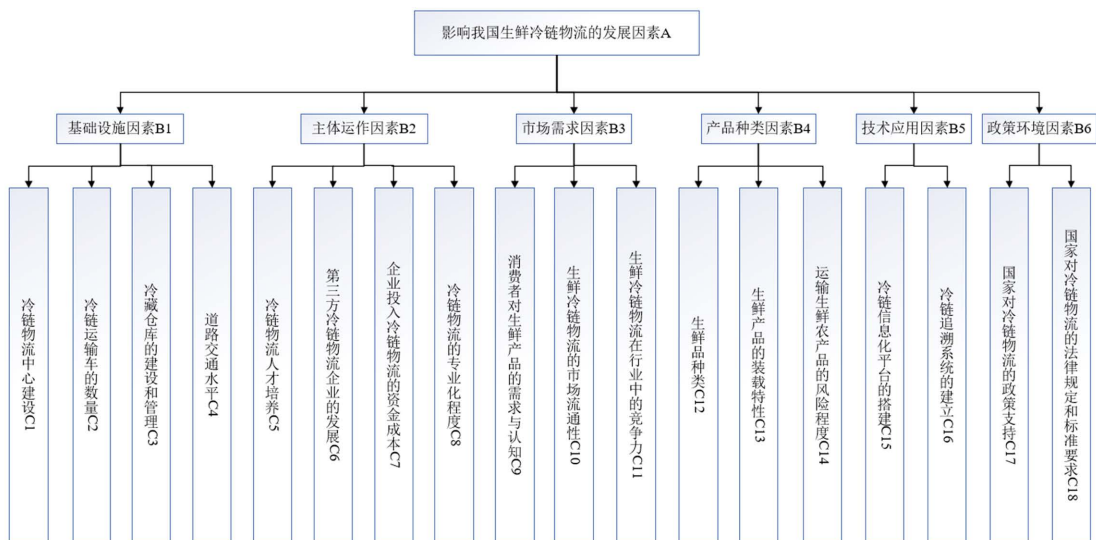 影响我国生鲜冷链物流的发展因素A
基础设施因素B1
主体运作因素B2
市场需求因素B3
产品种类因素B4
技术应用因素B5
政策环境因素B6
冷链物流中心建设C1
冷链运输车的数量C2
冷藏仓库的建设和管理C3
道路交通水平C4
冷链物流人才培养C5
第三方冷链物流企业的发展C6
企业投入冷链物流的资金成本C7
冷链物流的专业化程度C8
消费者对生鲜产品的需求与认知C9
生鲜冷链物流的市场流通性C10
生鲜冷链物流在行业中的竞争力C11
生鲜品种类C12
生鲜产品的装载特性C13
运输生鲜农产品的风险程度C14
冷链信息化平台的搭建C15
冷链追溯系统的建立C16
国家对冷链物流的政策支持C17
国家对冷链物流的法律规定和标准要求C18